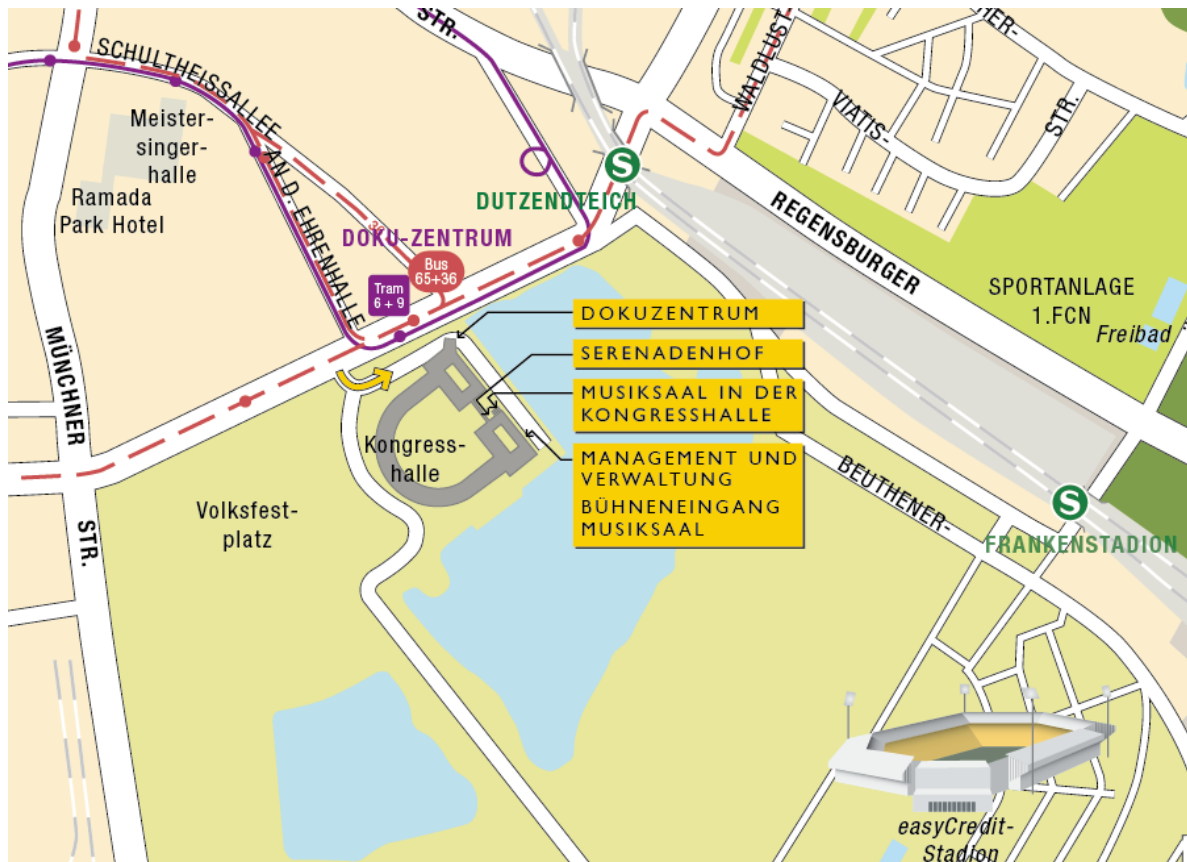 STR.
HER-
SCHULTHEISSALLEE
WALDLUST
VIATIS-
STR.
Meister-
singer-
halle
AN D. EHRENHALLE
Ramada
Park Hotel
S
DUTZENDTEICH
REGENSBURGER
36
DOKU-ZENTRUM
Bus
65+36
Tram
6 + 9
SPORTANLAGE
1.FCN
Freibad
DOKUZENTRUM
SERENADENHOF
MUSIKSAAL IN DER
KONGRESSHALLE
MANAGEMENT UND
VERWALTUNG
BÜHNENEINGANG
MUSIKSAAL
MÜNCHNER
STR.
Kongress-
halle
Volksfest-
platz
BEUTHENER-
S
FRANKENSTADION
easyCredit-
Stadion